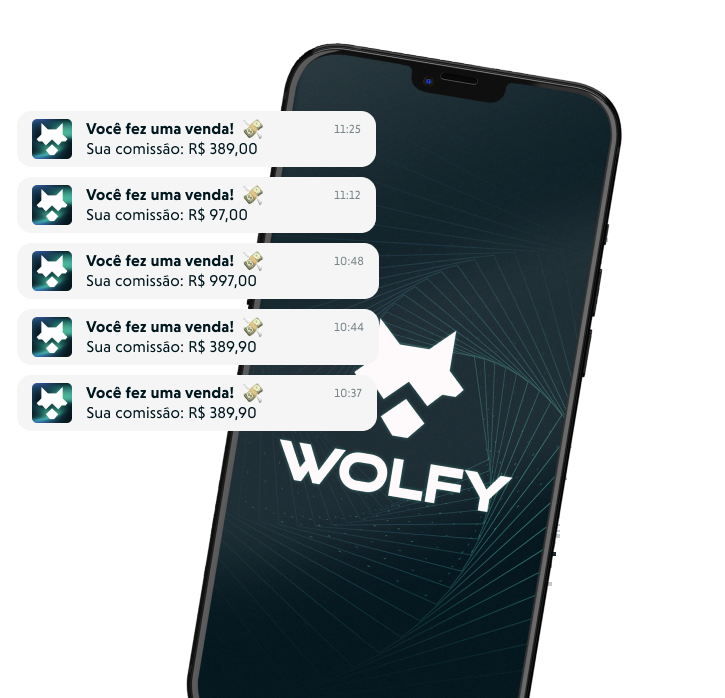 Você fez uma venda! 💸 11:25
Sua comissão: R$ 389,00
Você fez uma venda! 💸 11:12
Sua comissão: R$ 97,00
Você fez uma venda! 💸 10:48
Sua comissão: R$ 997,00
Você fez uma venda! 💸 10:44
Sua comissão: R$ 389,90
Você fez uma venda! 💸 10:37
Sua comissão: R$ 389,90
WOLFY